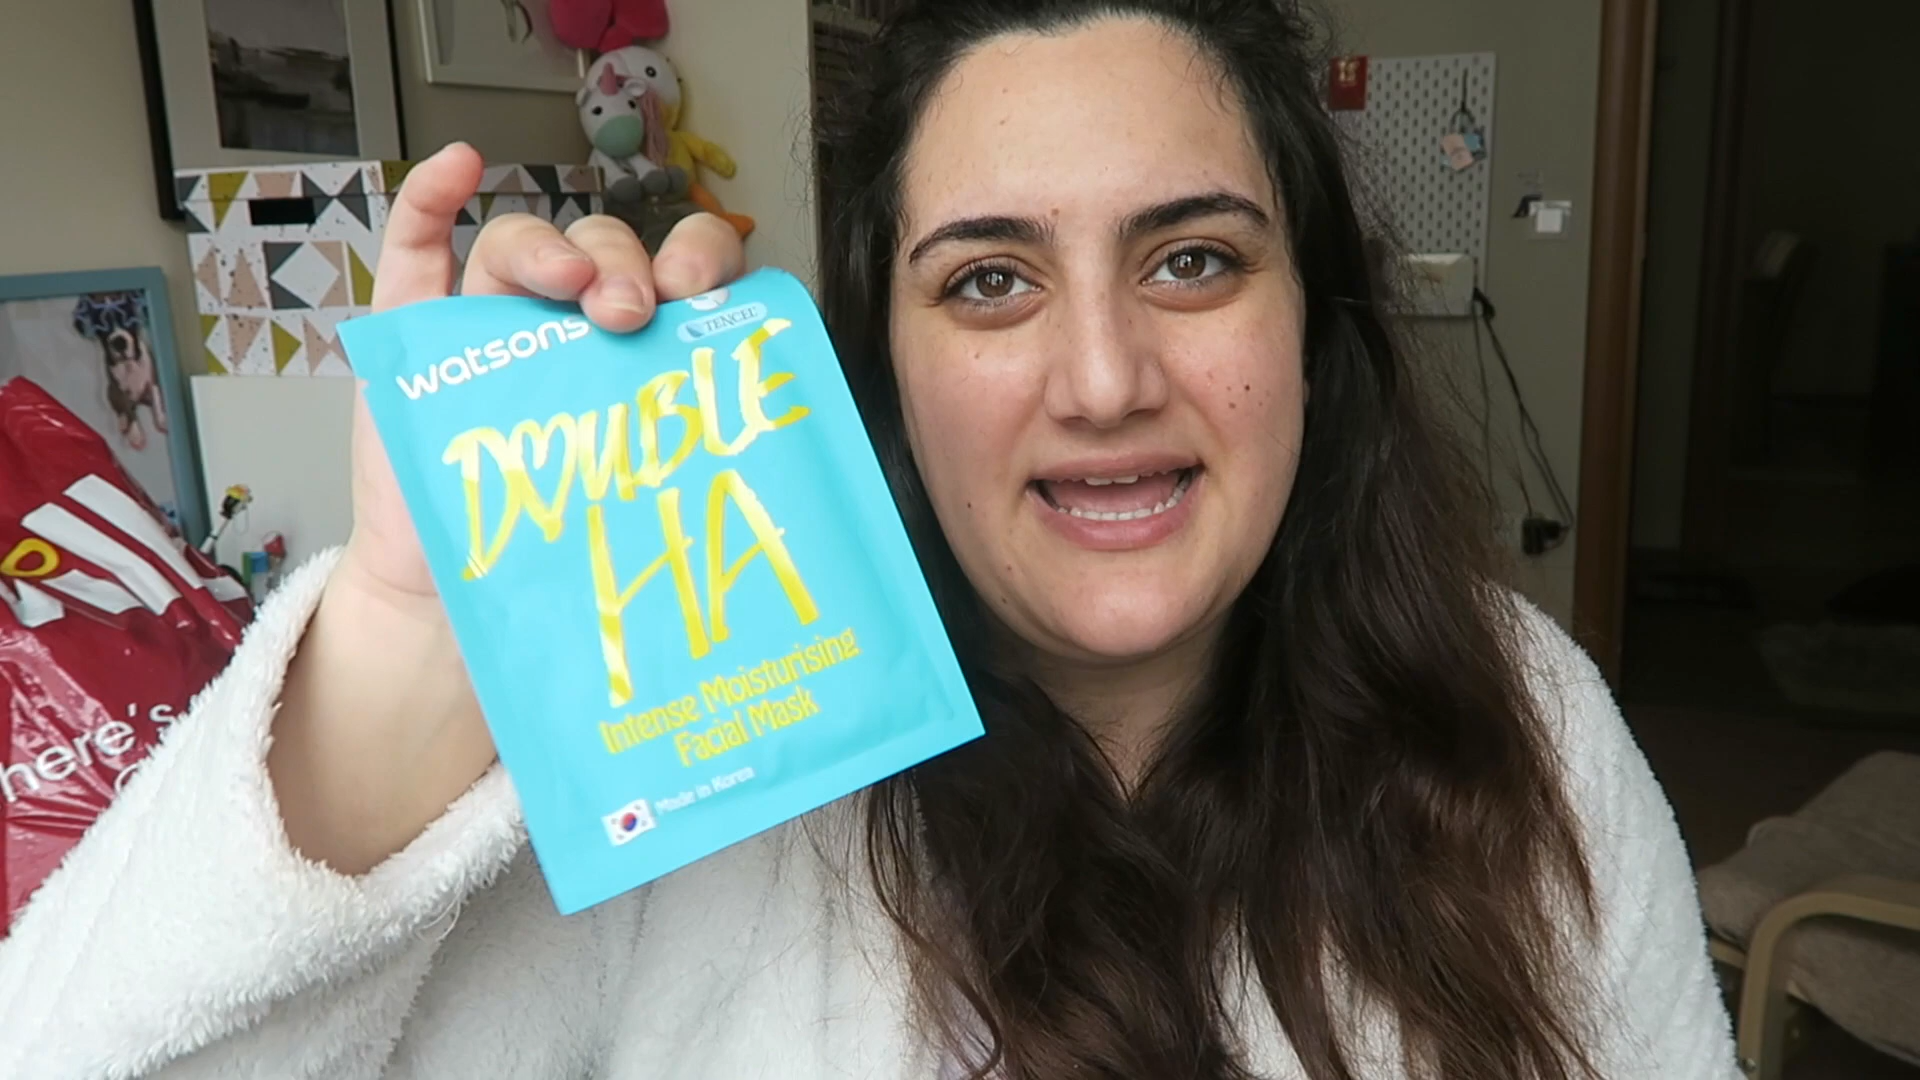 watsons
TENCEL
DOUBLE
HA
Intense Moisturising
Facial Mask
Made in Korea
here's